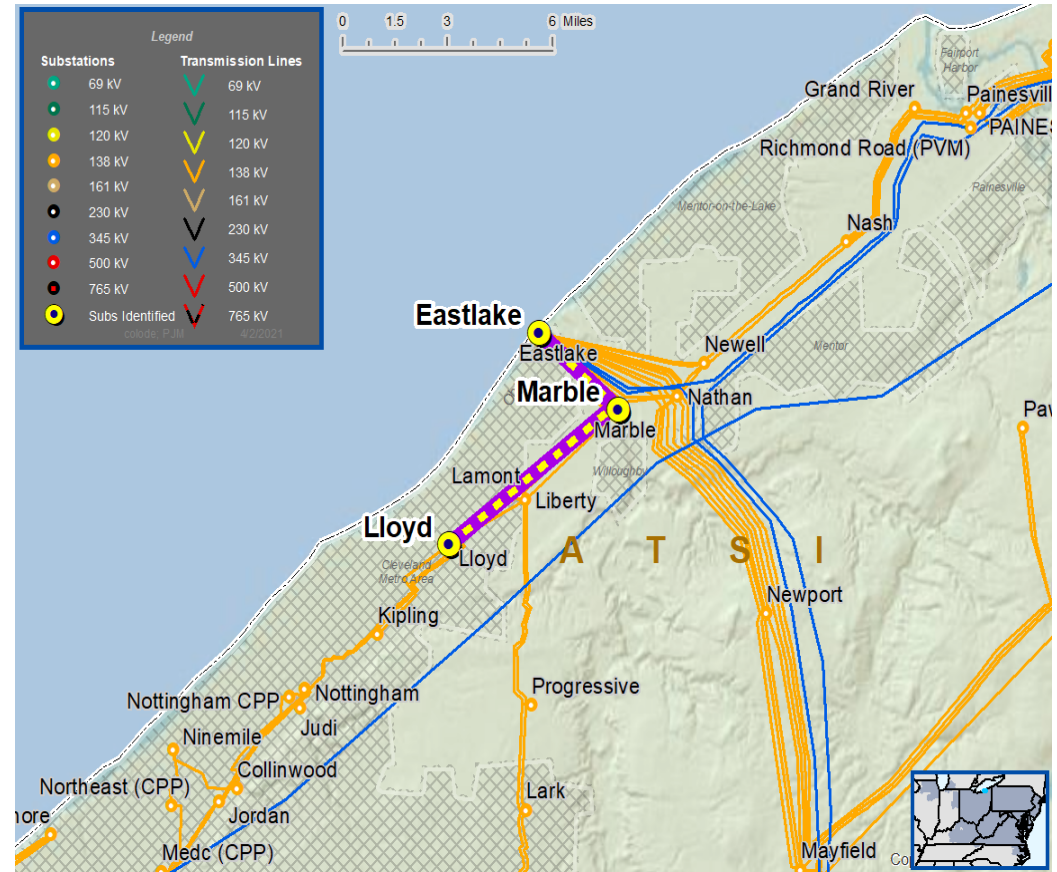 Legend
Substations
Transmission Lines
69 kV
69 kV
115 kV
115 kV
120 kV
120 kV
138 kV
138 kV
161 kV
161 kV
230 kV
230 kV
345 kV
345 kV
500 kV
500 kV
765 kV
765 kV
Subs Identified
colode, PJM 4/2/2021
0 1.5 3 6 Miles
Fairport
Harbor
Grand River
Painesvill
PAINES
Richmond Road (PVM)
Painesville
Mentor-on-the-Lake
Nash
Eastlake
Eastlake
Newell
Mentor
Marble
Nathan
Marble
Pav
Willoughby
Lamont
Liberty
Lloyd
Lloyd
A T S I
Cleveland
Metro Area
Newport
Kipling
Nottingham
Nottingham CPP
Progressive
Judi
Ninemile
Collinwood
Northeast (CPP)
Lark
Jordan
nore
Medc (CPP)
Mayfield
Co